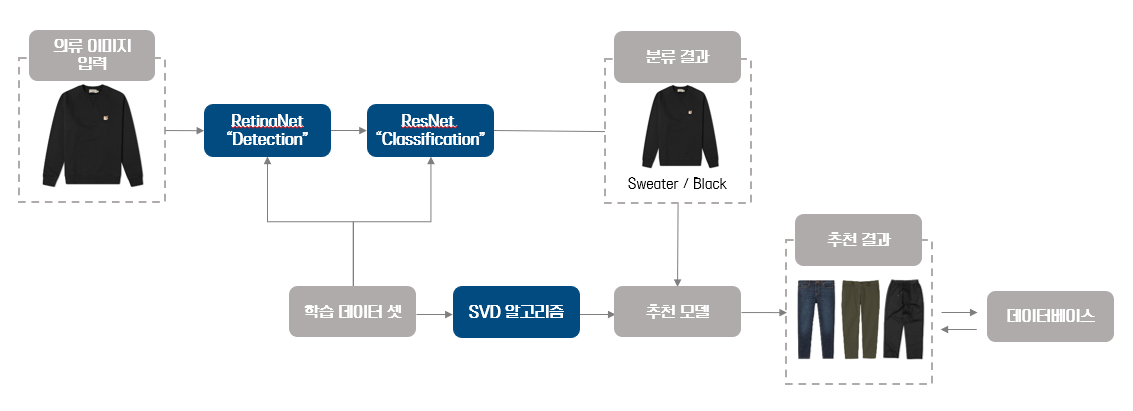 의류 이미지
입력
RetinaNet
“Detection”
ResNet
“Classification”
분류 결과
Sweater / Black
추천 결과
학습 데이터 셋
SVD 알고리즘
추천 모델
데이터베이스